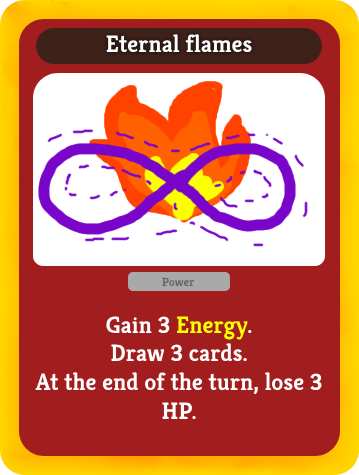 Eternal flames
Power
Gain 3 Energy.
Draw 3 cards.
At the end of the turn, lose 3
HP.